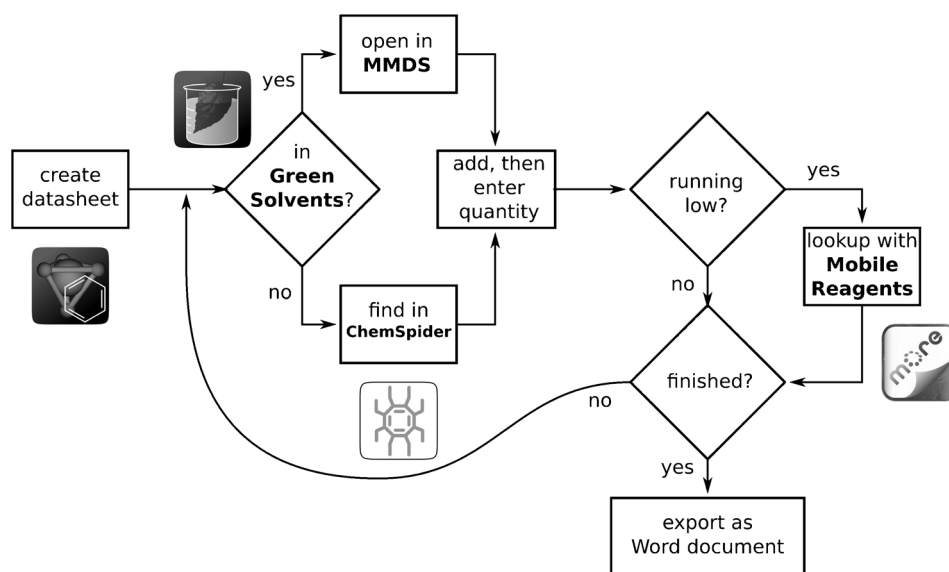 create
datasheet
in
Green
Solvents?
yes
open in
MMDS
no
find in
ChemSpider
add, then
enter
quantity
running
low?
yes
lookup with
Mobile
Reagents
more
no
finished?
no
yes
export as
Word document